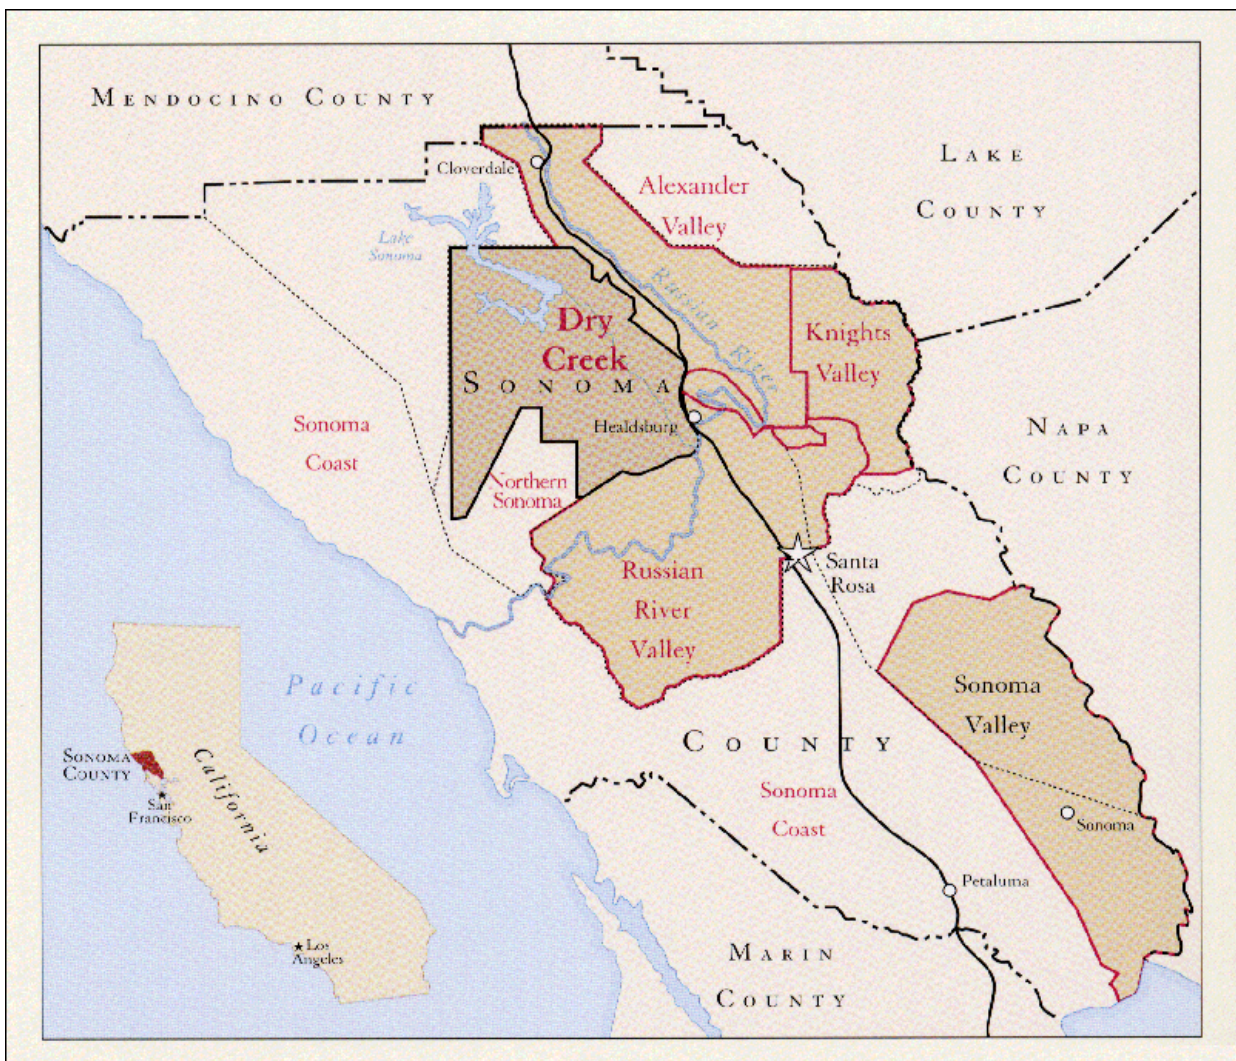 MENDOCINO COUNTY
LAKE
COUNTY
Cloverdale
Alexander
Valley
Lake
Sonoma
Russian
River
Dry
Creek
Knights
Valley
SONOMA
Sonoma
Coast
Healdsburg
NAPA
COUNTY
Northern
Sonoma
Russian
River
Valley
Santa
Rosa
Pacific
Ocean
Sonoma
Valley
COUNTY
SONOMA
COUNTY
San
Francisco
California
Sonoma
Coast
Sonoma
Petaluma
Los
Angeles
MARIN
COUNTY